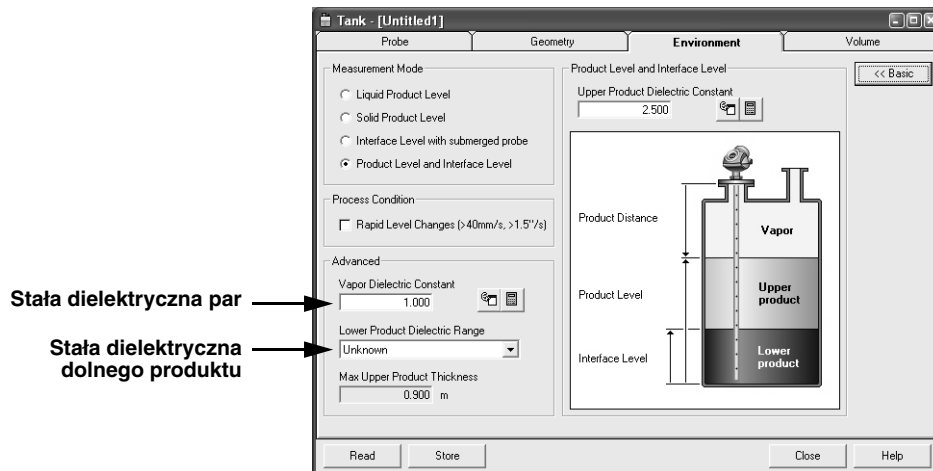 Tank - [Untitled1]
Probe
Geometry
Environment
Volume
Measurement Mode
Liquid Product Level
Solid Product Level
Interface Level with submerged probe
Product Level and Interface Level
Process Condition
Rapid Level Changes (>40mm/s, >1.5"/s)
Advanced
Vapor Dielectric Constant
1.000
Lower Product Dielectric Range
Unknown
Max Upper Product Thickness
0.900 m
Product Level and Interface Level
Upper Product Dielectric Constant
2.500
Product Distance
Vapor
Product Level
Upper
product
Interface Level
Lower
product
<< Basic
Stała dielektryczna par
Stała dielektryczna
dolnego produktu
Read
Store
Close
Help